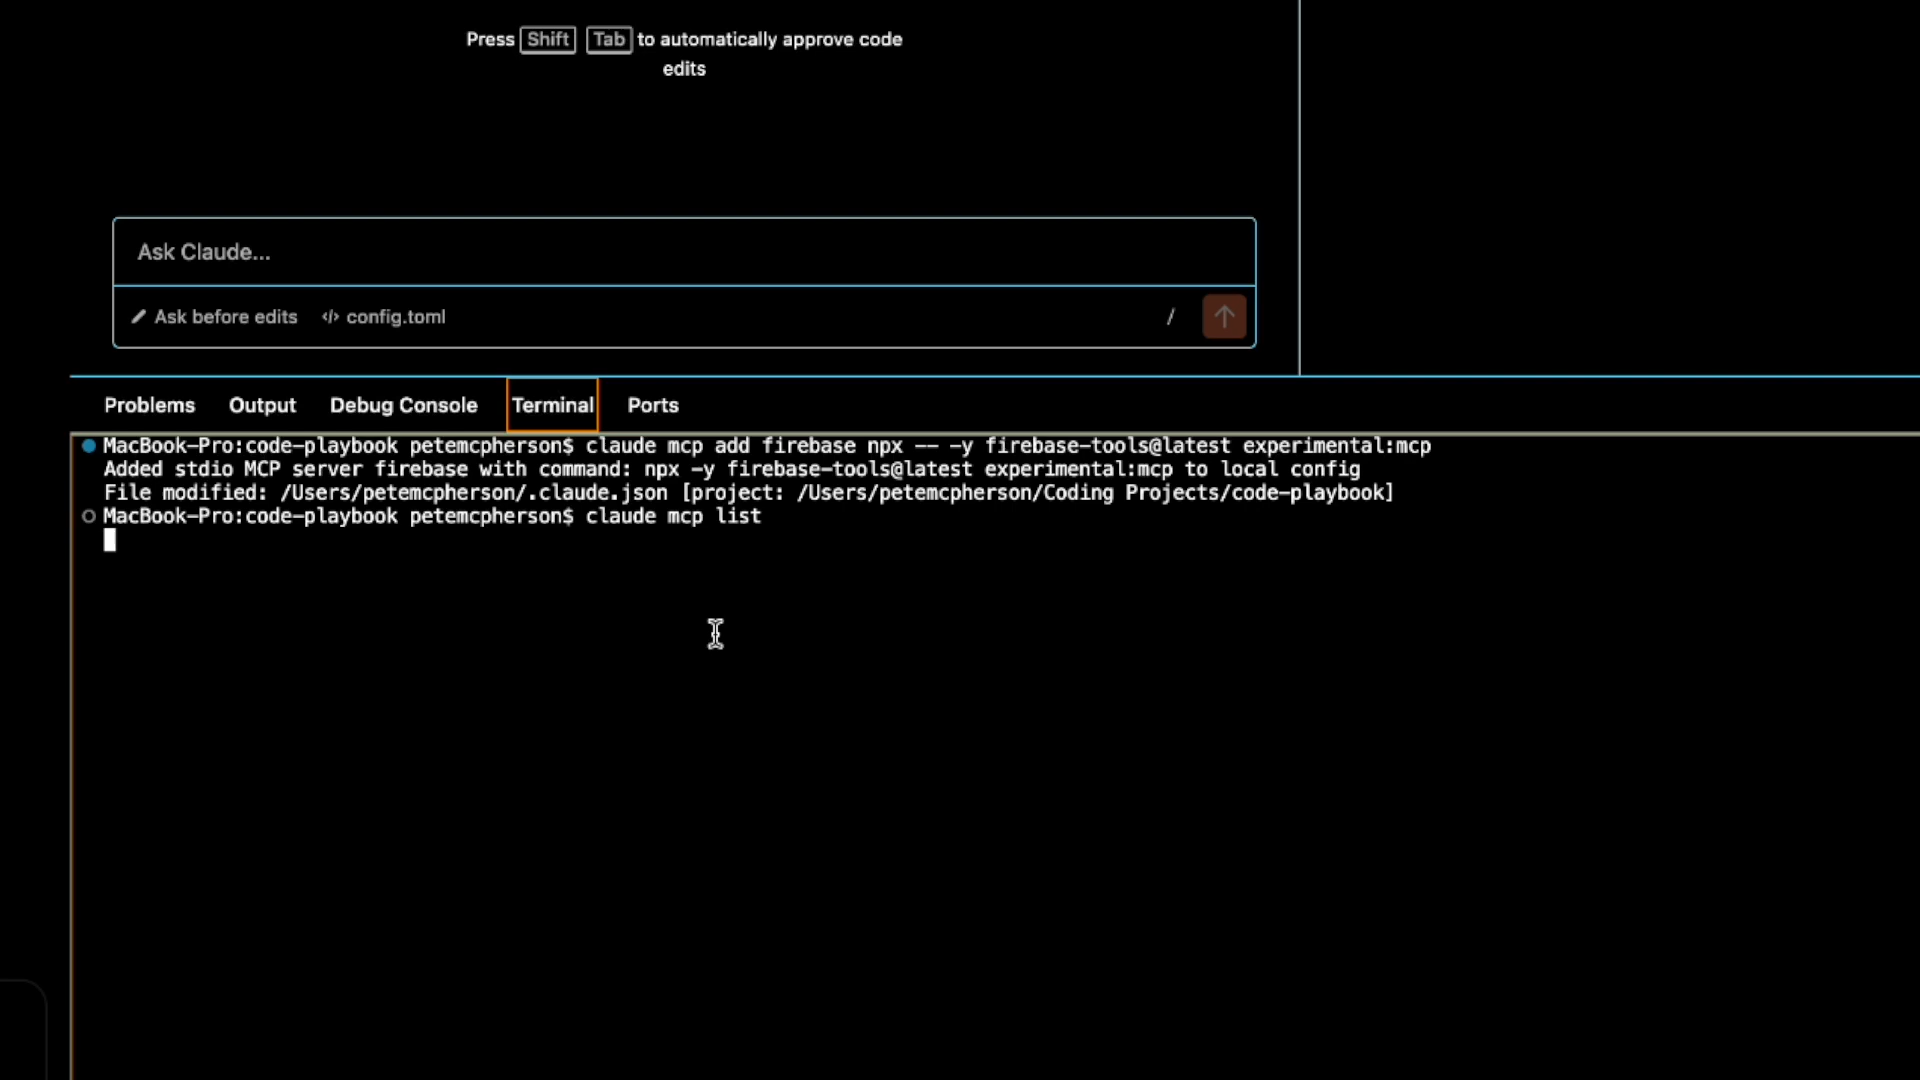 Press Shift Tab to automatically approve code
edits
Ask Claude...
Ask before edits </> config.toml /
Problems Output Debug Console Terminal Ports
MacBook-Pro:code-playbook petemcpherson$ claude mcp add firebase npx -- -y firebase-tools@latest experimental:mcp
Added stdio MCP server firebase with command: npx -y firebase-tools@latest experimental:mcp to local config
File modified: /Users/petemcpherson/.claude.json [project: /Users/petemcpherson/Coding Projects/code-playbook]
MacBook-Pro:code-playbook petemcpherson$ claude mcp list